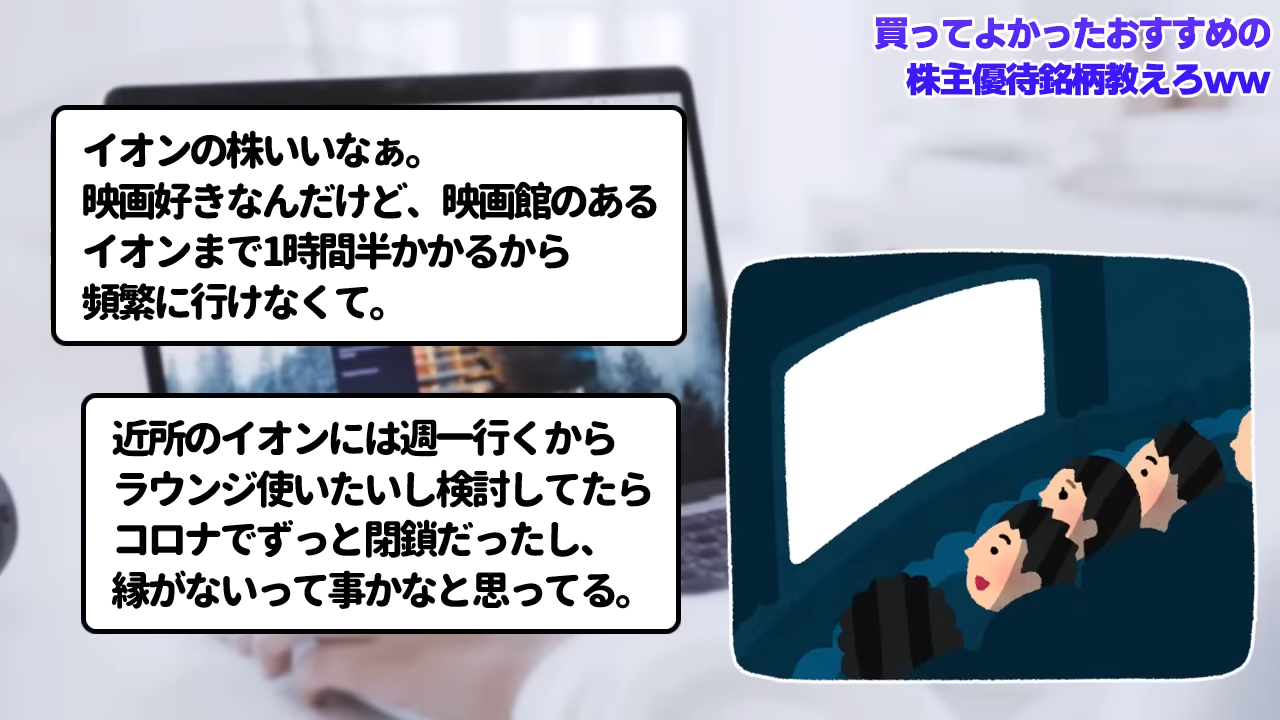 買ってよかったおすすめの
株主優待銘柄教えろww
イオンの株いいなぁ。
映画好きなんだけど、映画館のある
イオンまで1時間半かかるから
頻繁に行けなくて。
近所のイオンには週一行くから
ラウンジ使いたいし検討してたら
コロナでずっと閉鎖だったし、
縁がないって事かなと思ってる。